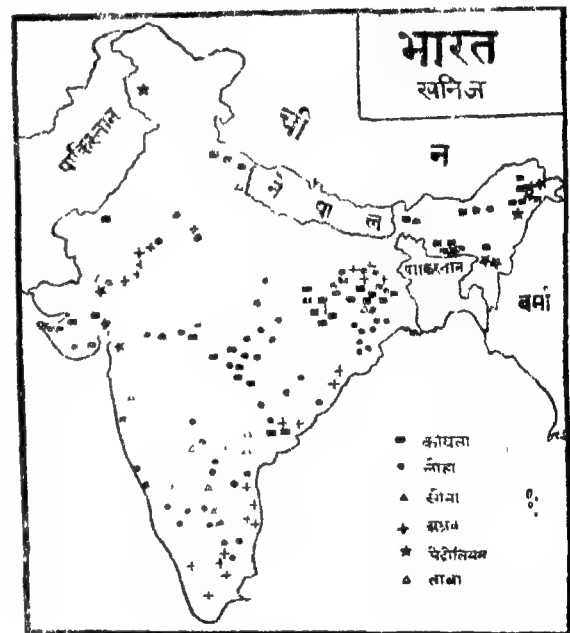 भारत
खनिज
पाकिस्तान
ची
न
नेपाल
पाकिस्तान
बर्मा
कोयला
लोहा
सोना
अभ्रक
पेट्रोलियम
तांबा